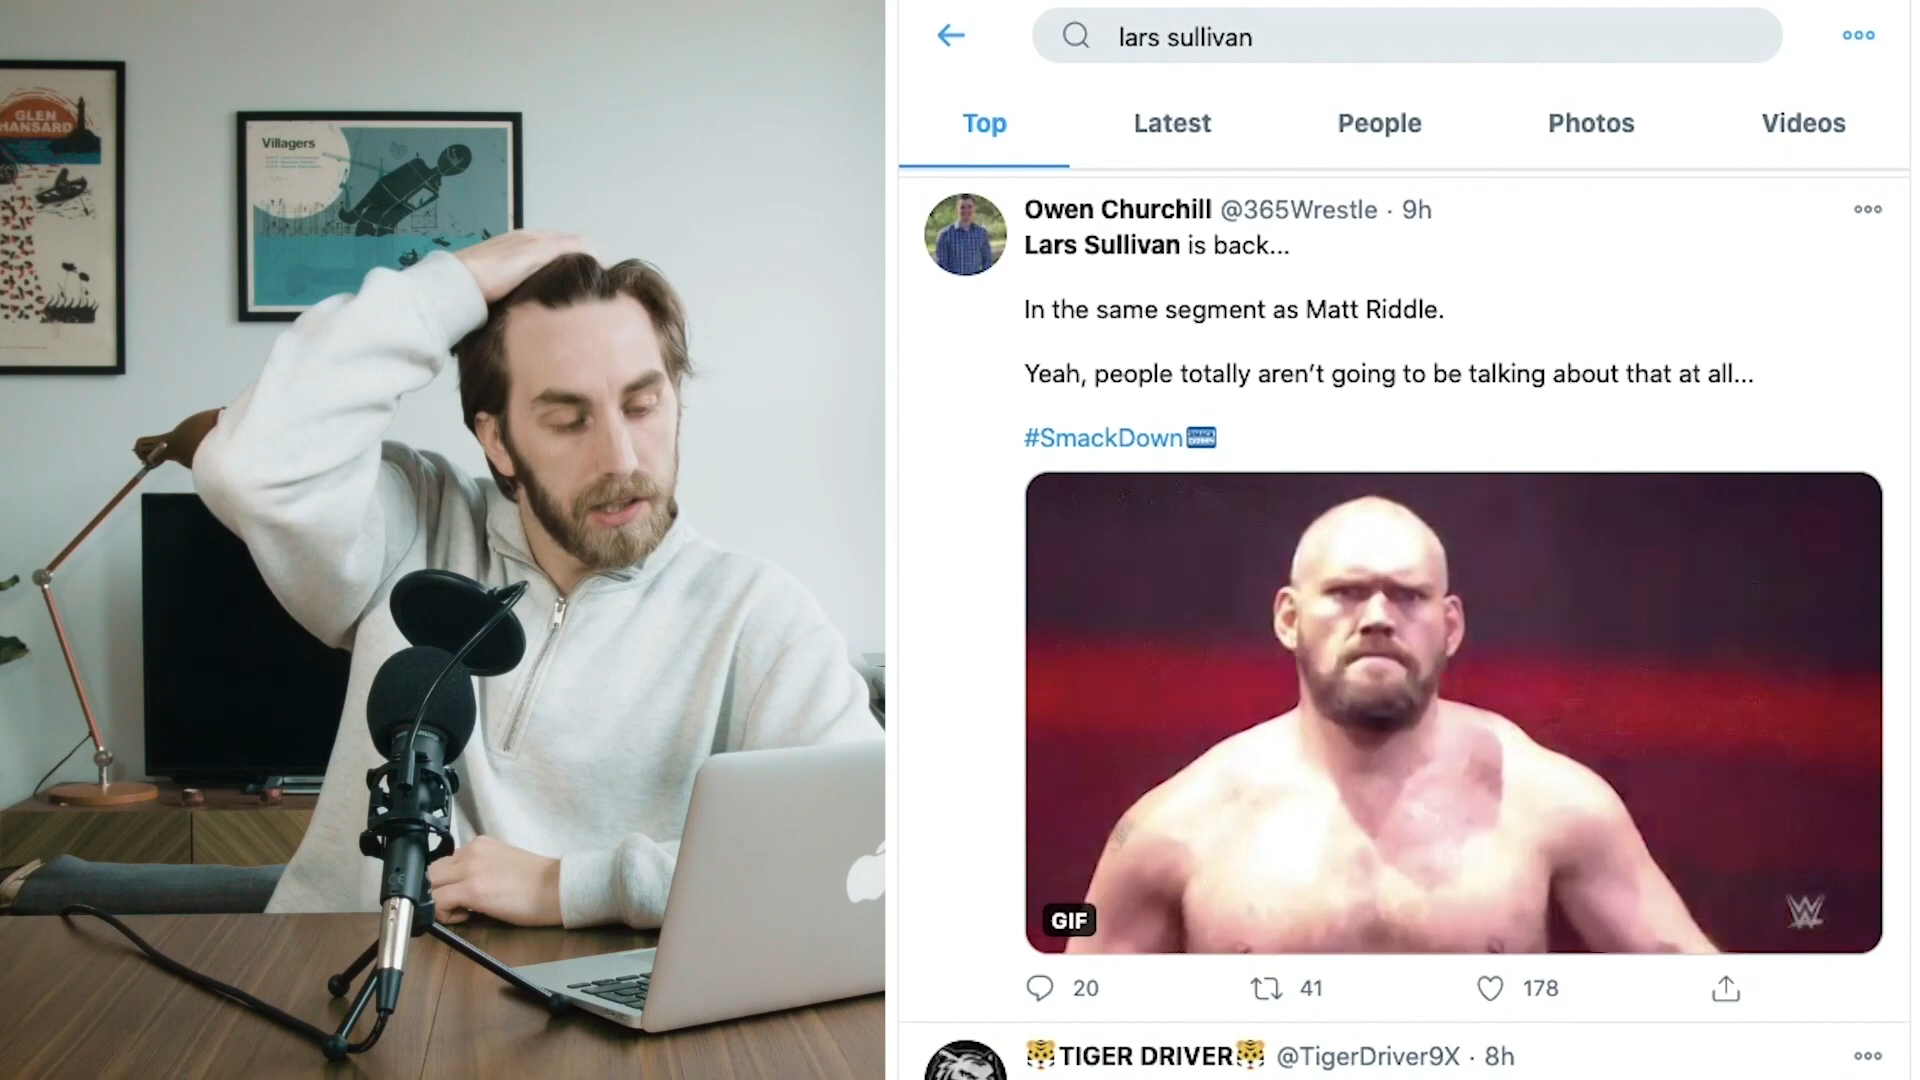 GLEN
HANSARD
Villagers
lars sullivan
Top
Latest
People
Photos
Videos
Owen Churchill @365Wrestle · 9h
Lars Sullivan is back...
In the same segment as Matt Riddle.
Yeah, people totally aren’t going to be talking about that at all...
#SmackDown
GIF
20
41
178
🐯TIGER DRIVER🐯 @TigerDriver9X · 8h